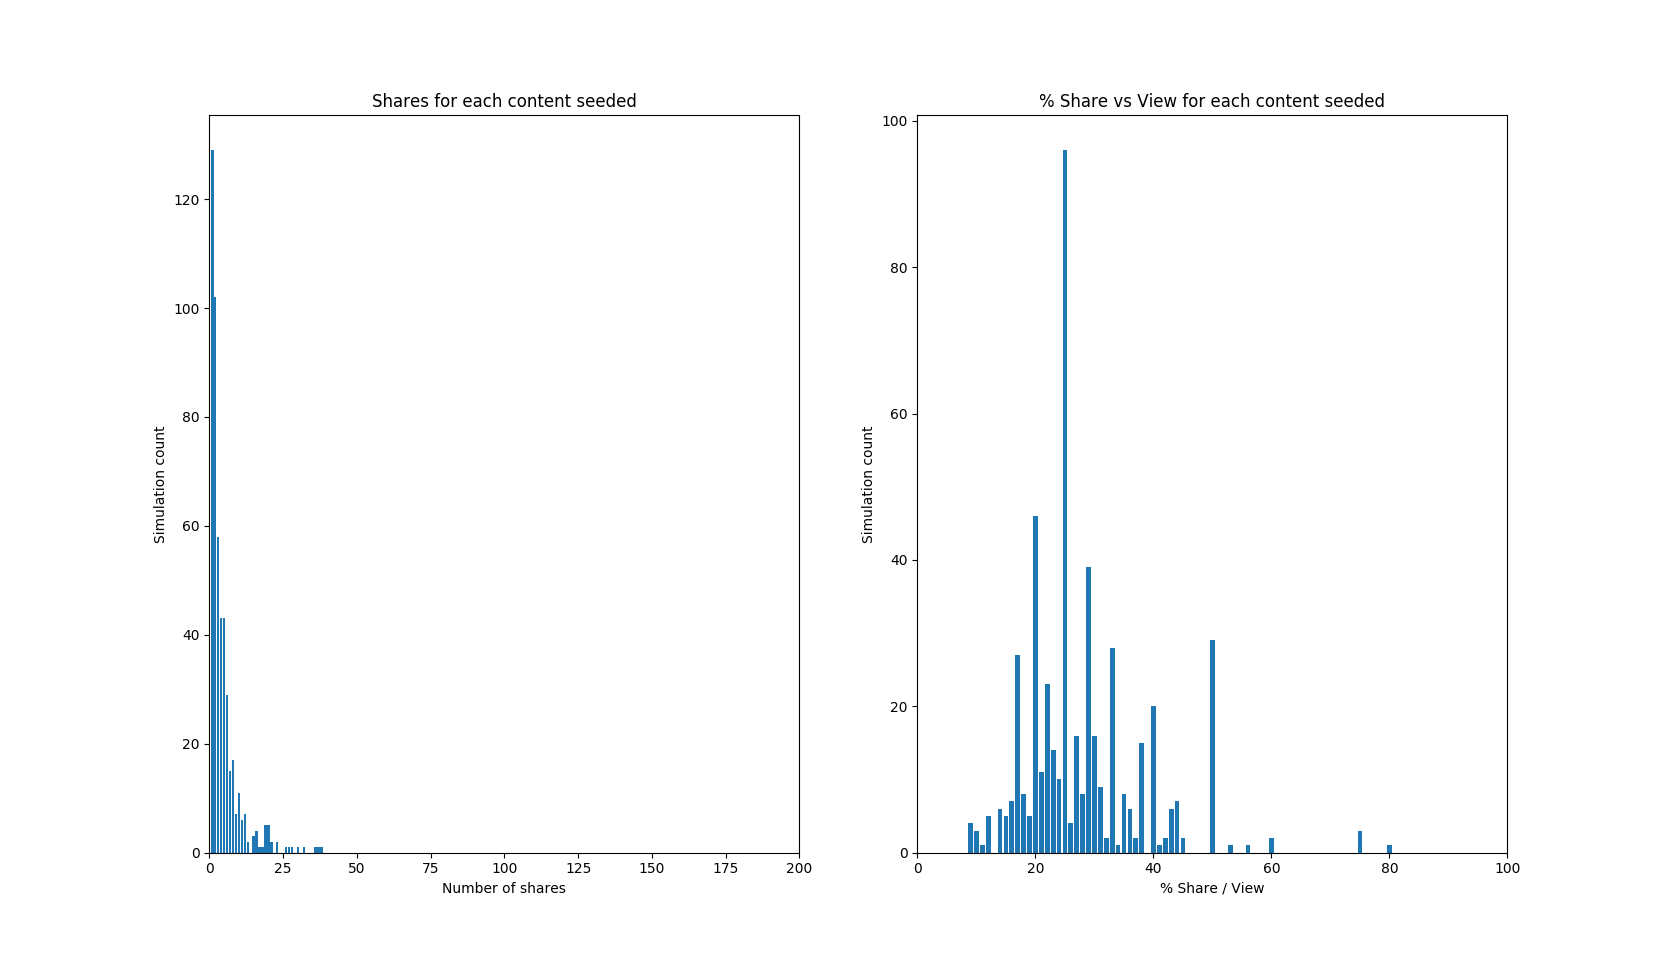 Shares for each content seeded
Simulation count
120
100
80
60
40
20
0
0 25 50 75 100 125 150 175 200
Number of shares
% Share vs View for each content seeded
Simulation count
100
80
60
40
20
0
0 20 40 60 80 100
% Share / View